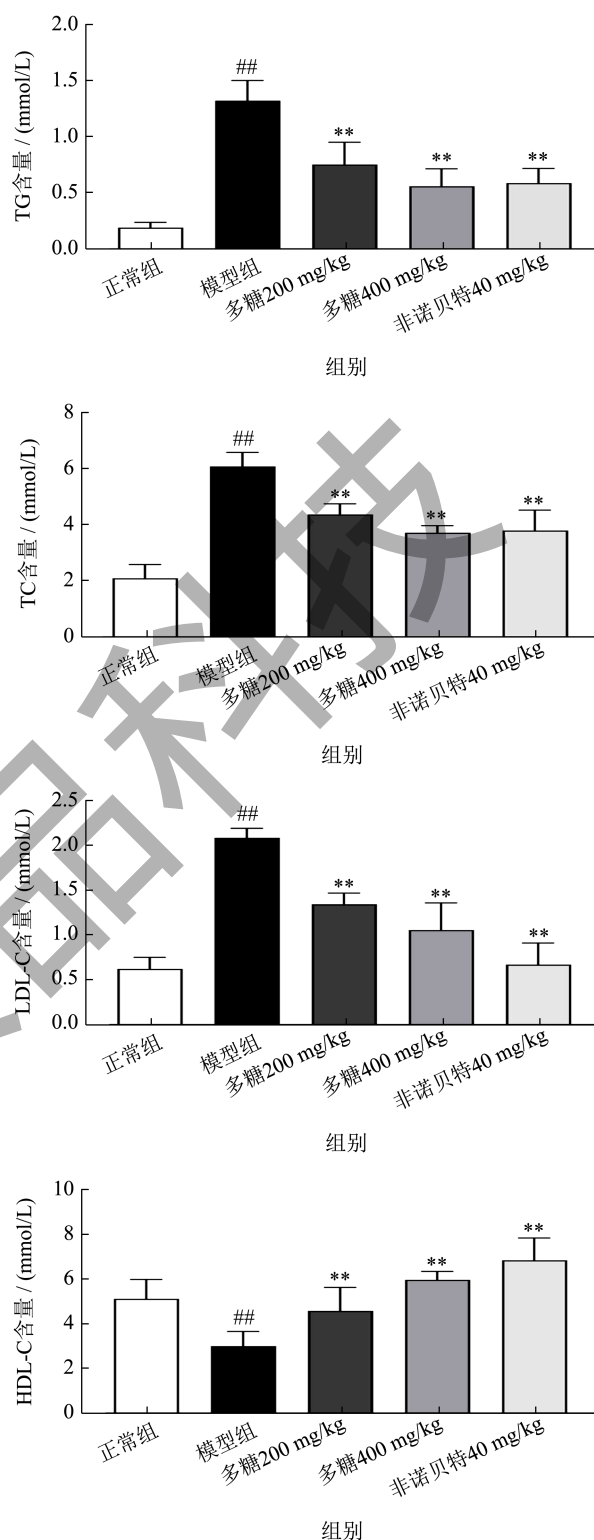 2.0
1.5
1.0
0.5
0.0
TG含量 / (mmol/L)
##
**
**
**
正常组
模型组
多糖200 mg/kg
多糖400 mg/kg
非诺贝特40 mg/kg
组别
8
6
4
2
0
TC含量 / (mmol/L)
##
**
**
**
正常组
模型组
多糖200 mg/kg
多糖400 mg/kg
非诺贝特40 mg/kg
组别
2.5
2.0
1.5
1.0
0.5
0.0
LDL-C含量 / (mmol/L)
##
**
**
**
正常组
模型组
多糖200 mg/kg
多糖400 mg/kg
非诺贝特40 mg/kg
组别
10
8
6
4
2
0
HDL-C含量 / (mmol/L)
##
**
**
**
正常组
模型组
多糖200 mg/kg
多糖400 mg/kg
非诺贝特40 mg/kg
组别
品科技